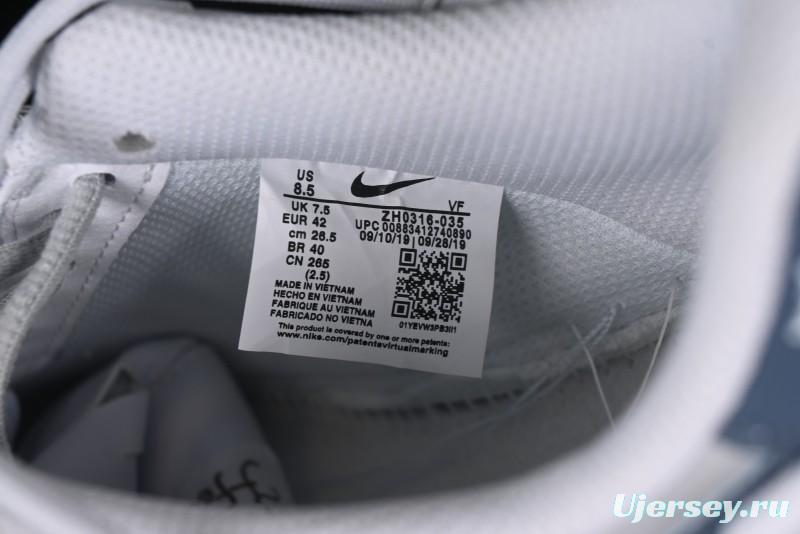 US
8.5
UK 7.5
EUR 42
cm 26.5
BR 40
CN 265
(2.5)
VF
ZH0316-035
UPC 00883412740890
09/10/19 | 09/28/19
01YEVW3PB3I1
MADE IN VIETNAM
HECHO EN VIETNAM
FABRIQUE AU VIETNAM
FABRICADO NO VIETNA
This product is covered by one or more patents:
www.nike.com/patentsvirtualmarking
Ujersey.ru